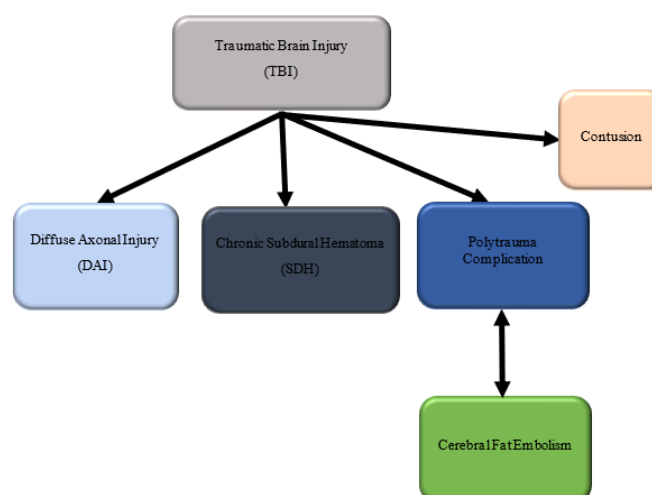 Traumatic Brain Injury
(TBI)
Contusion
Diffuse Axonal Injury
(DAI)
Chronic Subdural Hematoma
(SDH)
Polytrauma
Complication
Cerebral Fat Embolism